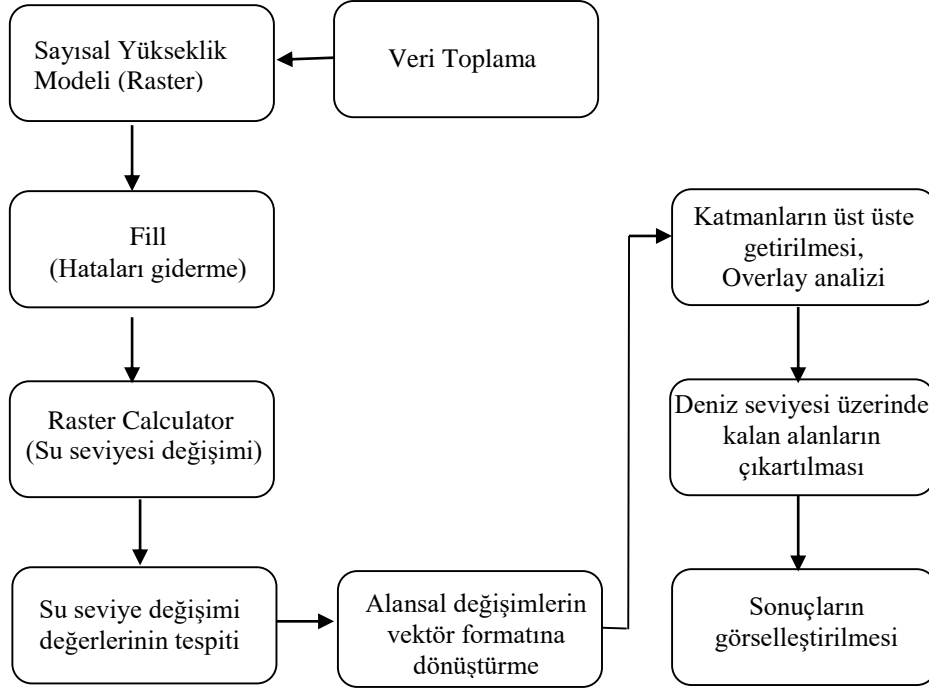 Sayısal Yükseklik
Modeli (Raster)
Veri Toplama
Fill
(Hataları giderme)
Raster Calculator
(Su seviyesi değişimi)
Su seviye değişimi
değerlerinin tespiti
Alansal değişimlerin
vektör formatına
dönüştürme
Katmanların üst üste
getirilmesi,
Overlay analizi
Deniz seviyesi üzerinde
kalan alanların
çıkartılması
Sonuçların
görselleştirilmesi